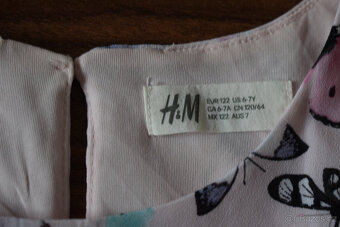 H&M
EUR 122 US 6-7Y
CA 6-7A CN 120/64
MX 122 AUS 7